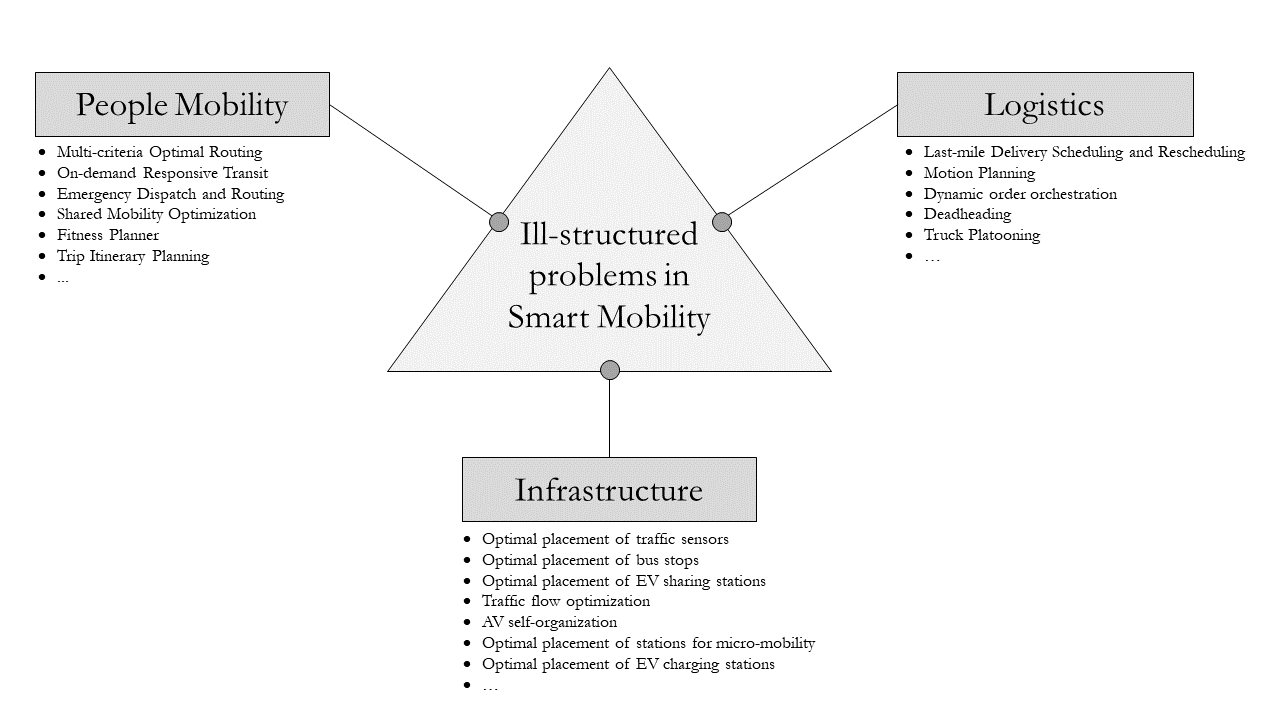 People Mobility
• Multi-criteria Optimal Routing
• On-demand Responsive Transit
• Emergency Dispatch and Routing
• Shared Mobility Optimization
• Fitness Planner
• Trip Itinerary Planning
• ...
Ill-structured
problems in
Smart Mobility
Logistics
• Last-mile Delivery Scheduling and Rescheduling
• Motion Planning
• Dynamic order orchestration
• Deadheading
• Truck Platooning
• …
Infrastructure
• Optimal placement of traffic sensors
• Optimal placement of bus stops
• Optimal placement of EV sharing stations
• Traffic flow optimization
• AV self-organization
• Optimal placement of stations for micro-mobility
• Optimal placement of EV charging stations
• …